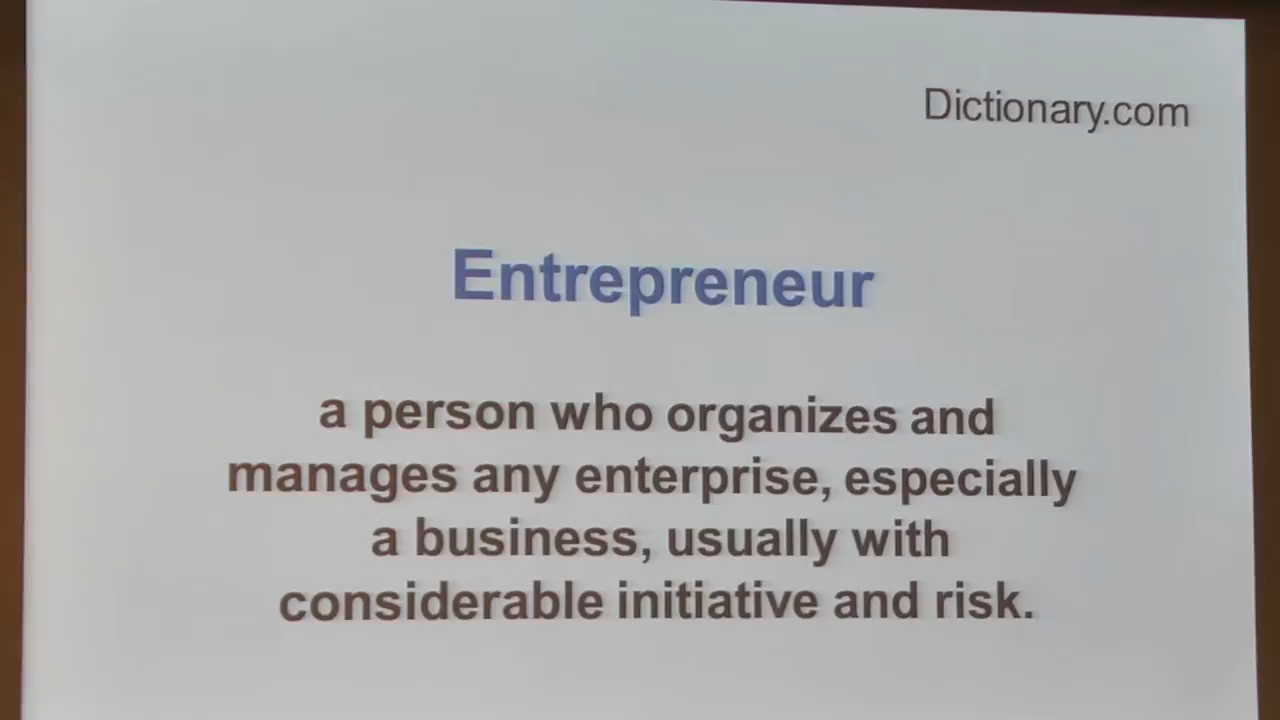 Dictionary.com
Entrepreneur
a person who organizes and
manages any enterprise, especially
a business, usually with
considerable initiative and risk.